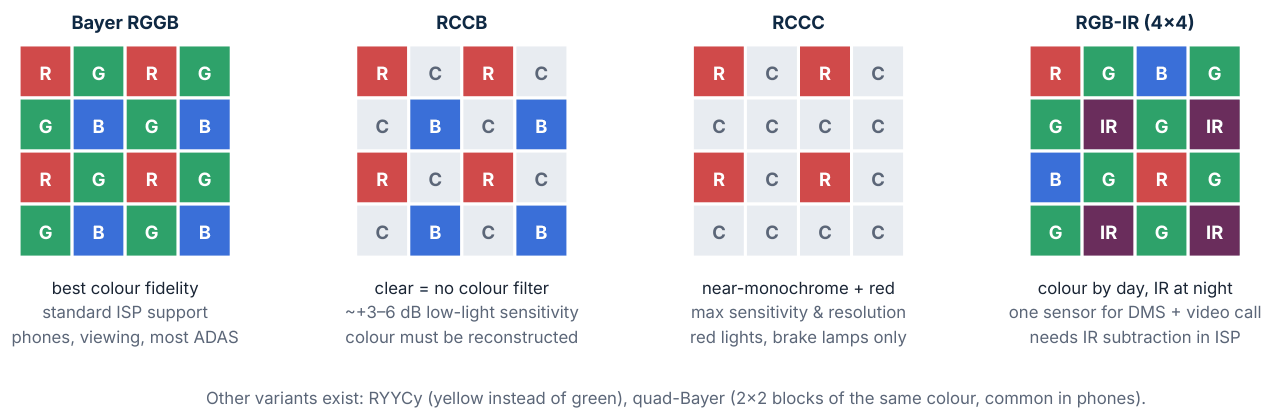 Bayer RGGB
R G R G
G B G B
R G R G
G B G B
best colour fidelity
standard ISP support
phones, viewing, most ADAS
RCCB
R C R C
C B C B
R C R C
C B C B
clear = no colour filter
~+3–6 dB low-light sensitivity
colour must be reconstructed
RCCC
R C R C
C C C C
R C R C
C C C C
near-monochrome + red
max sensitivity & resolution
red lights, brake lamps only
RGB-IR (4×4)
R G B G
G IR G IR
B G R G
G IR G IR
colour by day, IR at night
one sensor for DMS + video call
needs IR subtraction in ISP
Other variants exist: RYYCy (yellow instead of green), quad-Bayer (2×2 blocks of the same colour, common in phones).